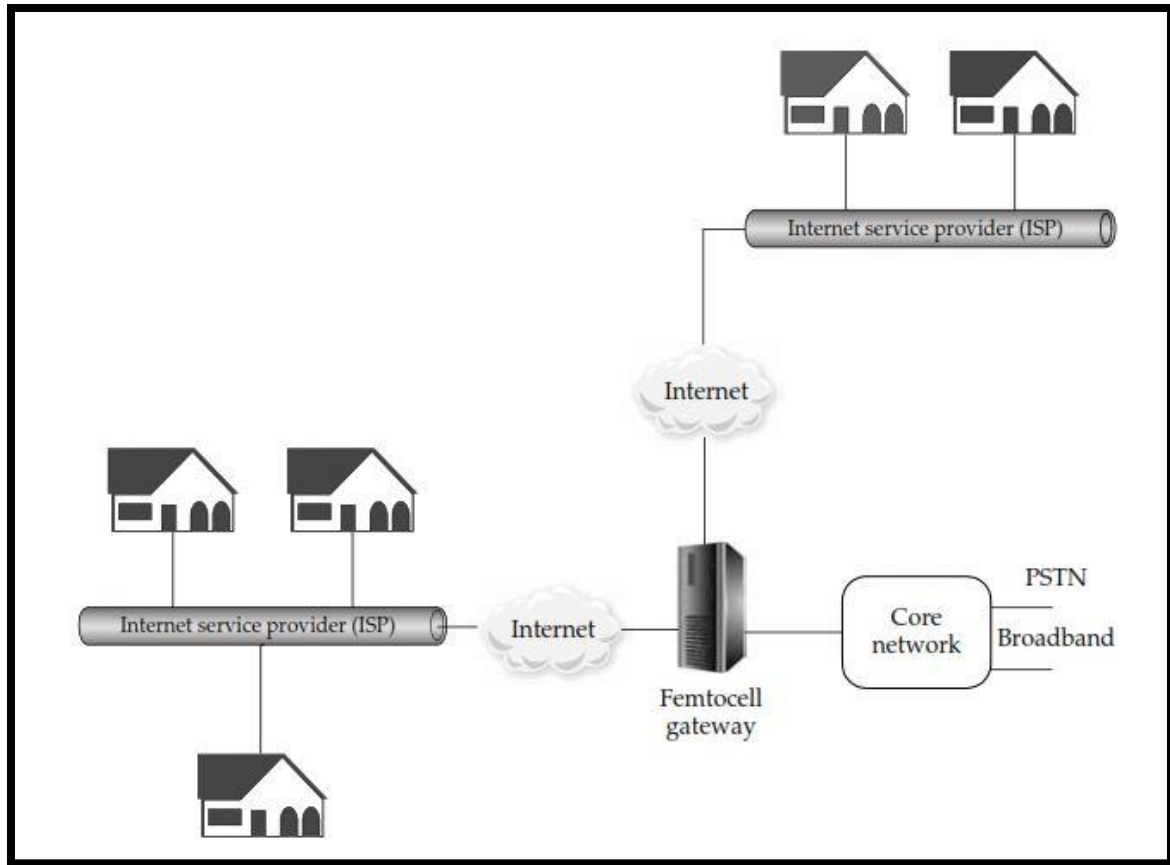 Internet service provider (ISP)
Internet
Internet service provider (ISP)
Internet
Femtocell
gateway
Core
network
PSTN
Broadband